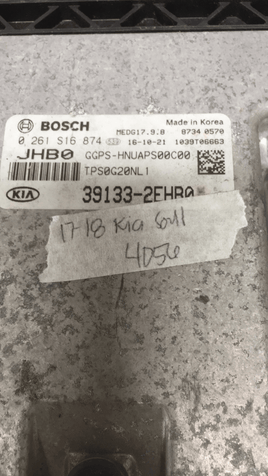 BOSCH
Made in Korea
MEDG17.9.8 8734 0570
0 261 S16 874 16-10-21 1039T06663
JHB0 GGPS-HNUAPS00C00
TPS0G20NL1
KIA 39133-2EHB0
17-18 Kia Soul
4056